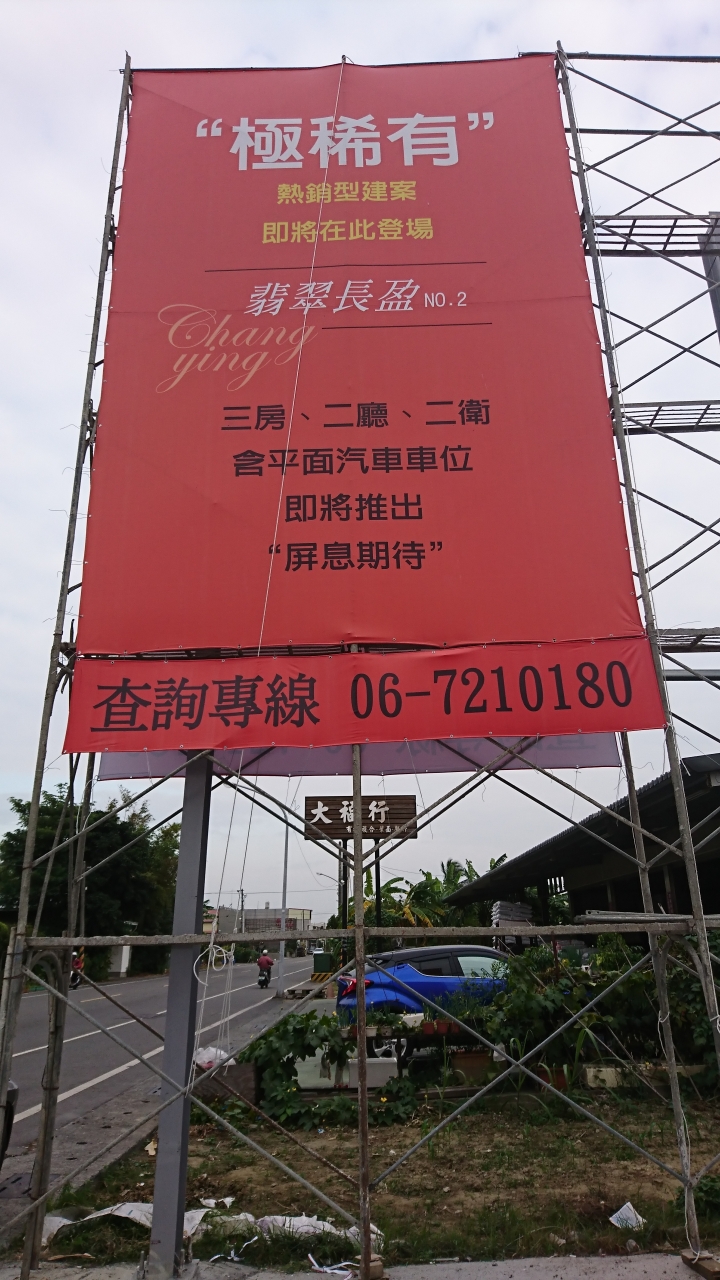 “極稀有”
熱銷型建案
即將在此登場
翡翠長盈 NO.2
Chang
ying
三房、二廳、二衛
含平面汽車車位
即將推出
“屏息期待”
查詢專線 06-7210180
大福行